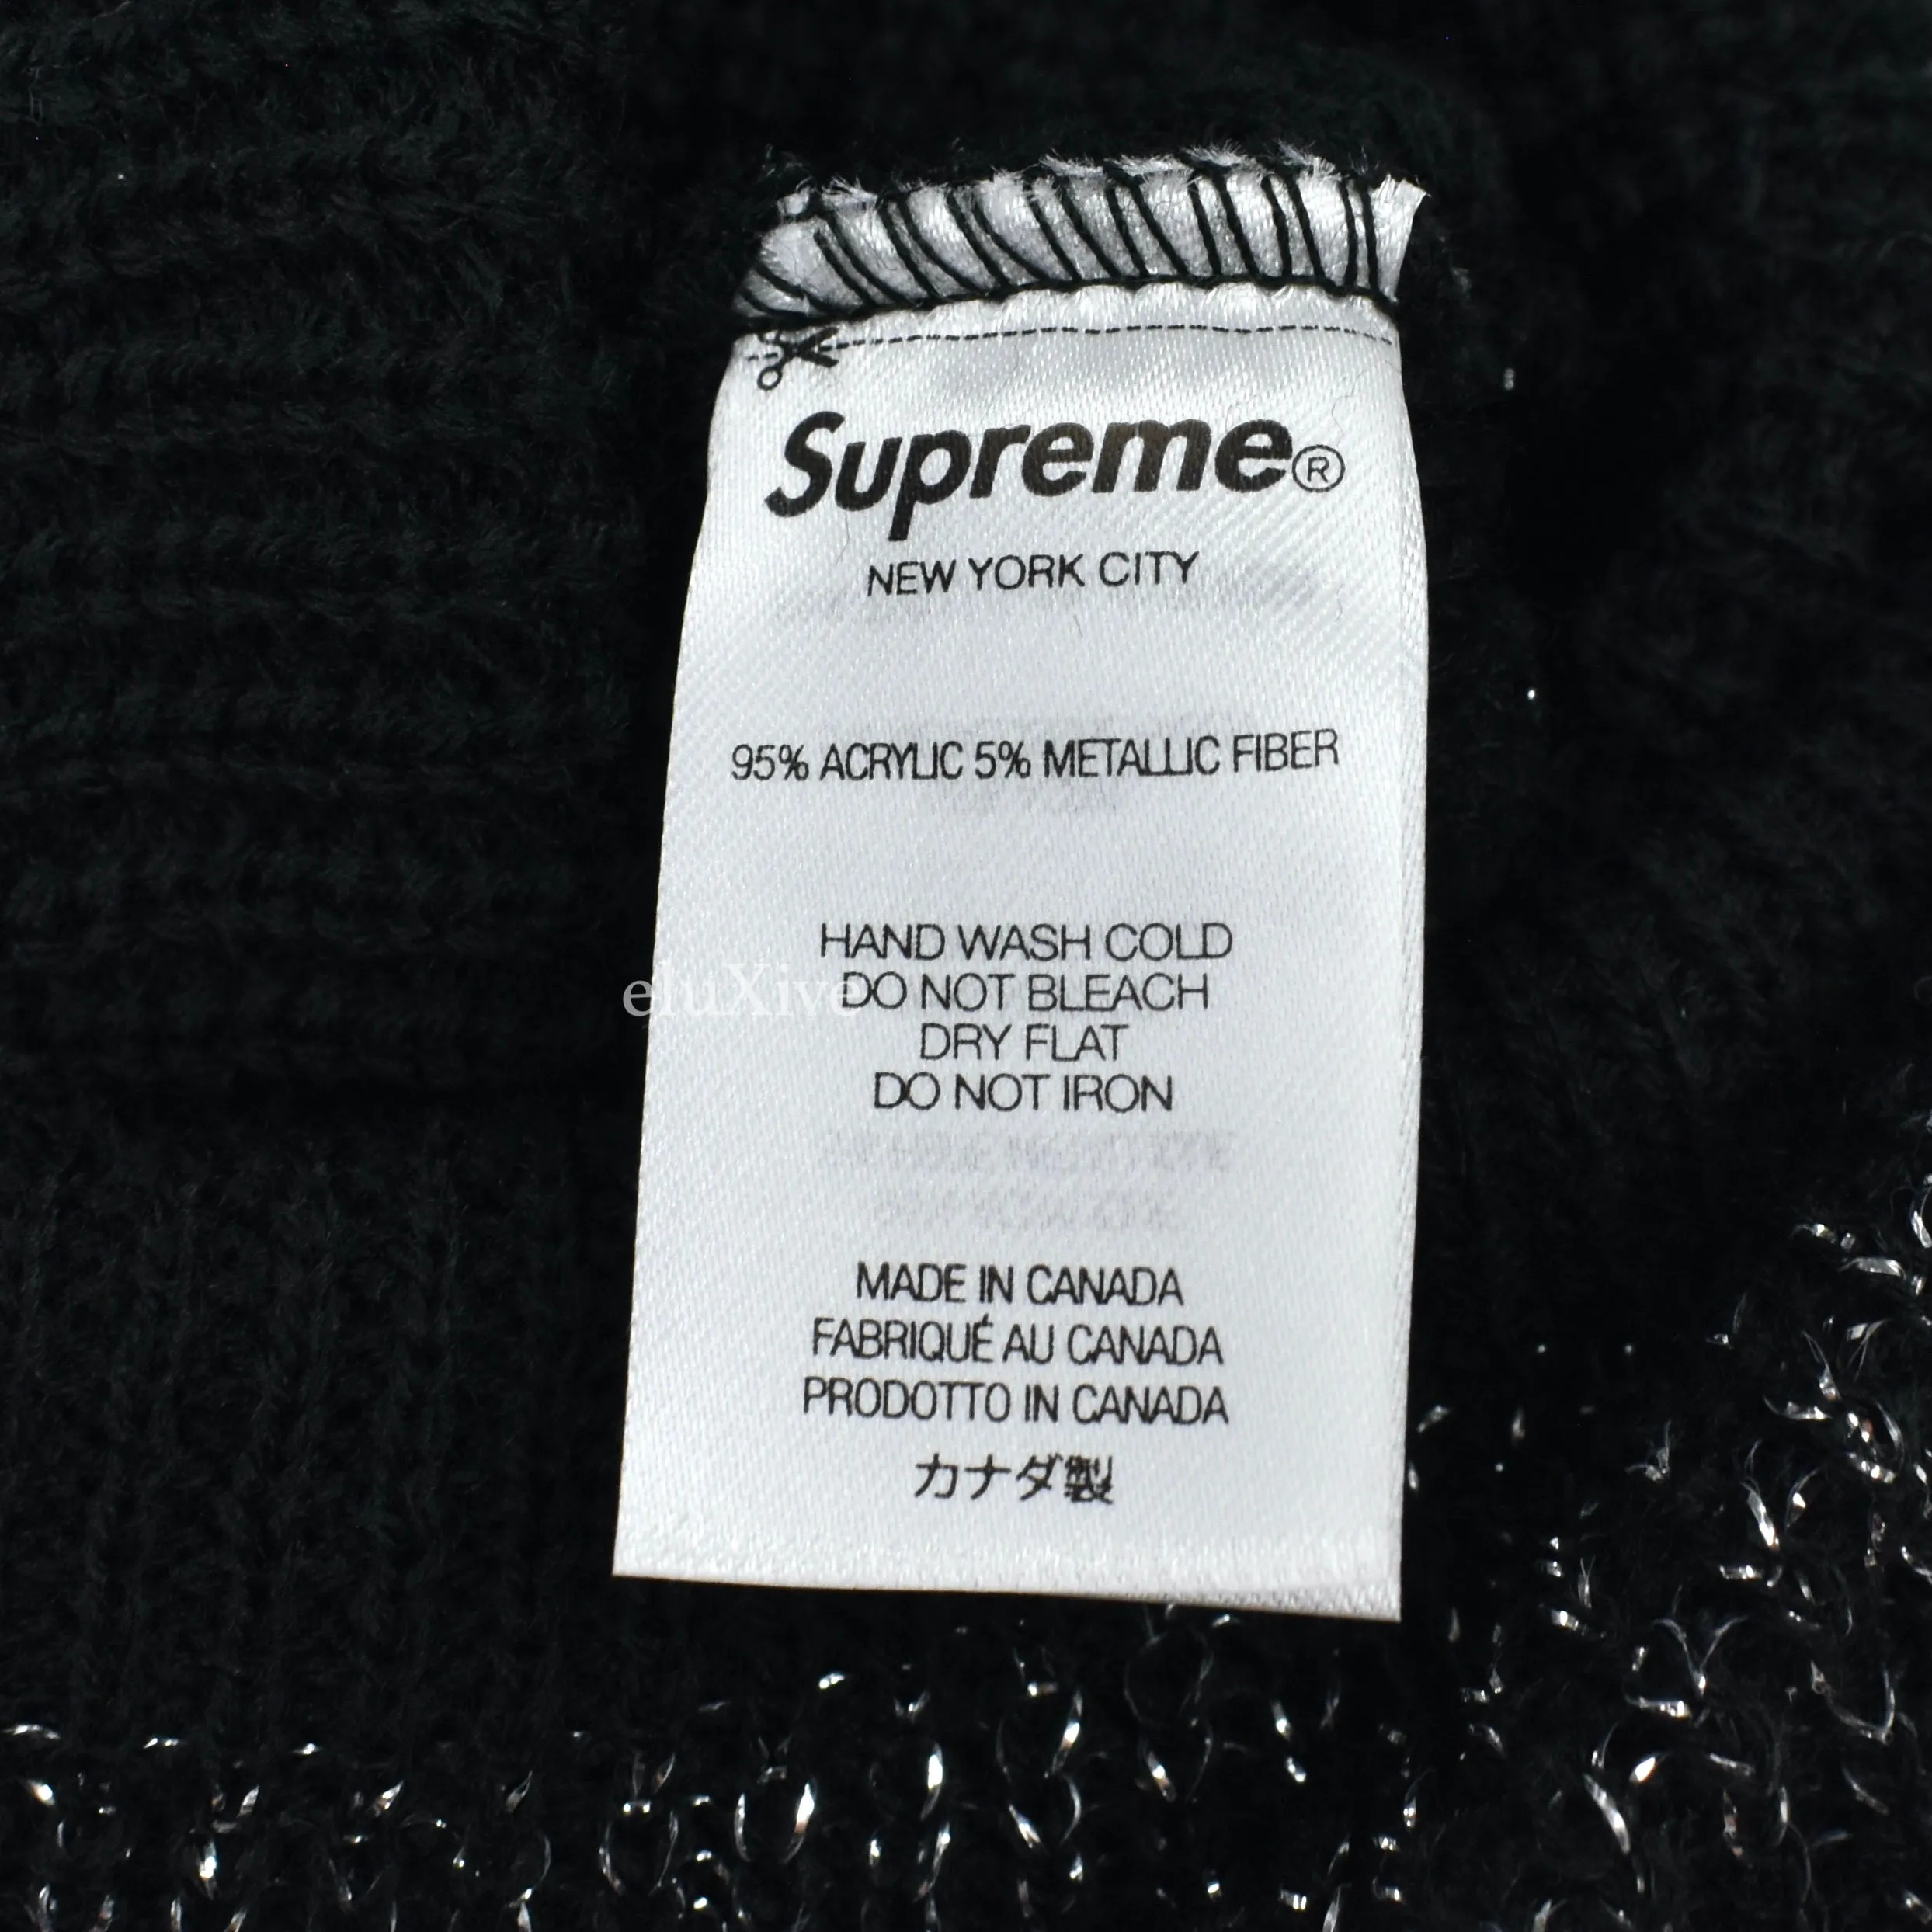 Supreme®
NEW YORK CITY
95% ACRYLIC 5% METALLIC FIBER
HAND WASH COLD
eluXive
DO NOT BLEACH
DRY FLAT
DO NOT IRON
MADE IN CANADA
FABRIQUÉ AU CANADA
PRODOTTO IN CANADA
カナダ製